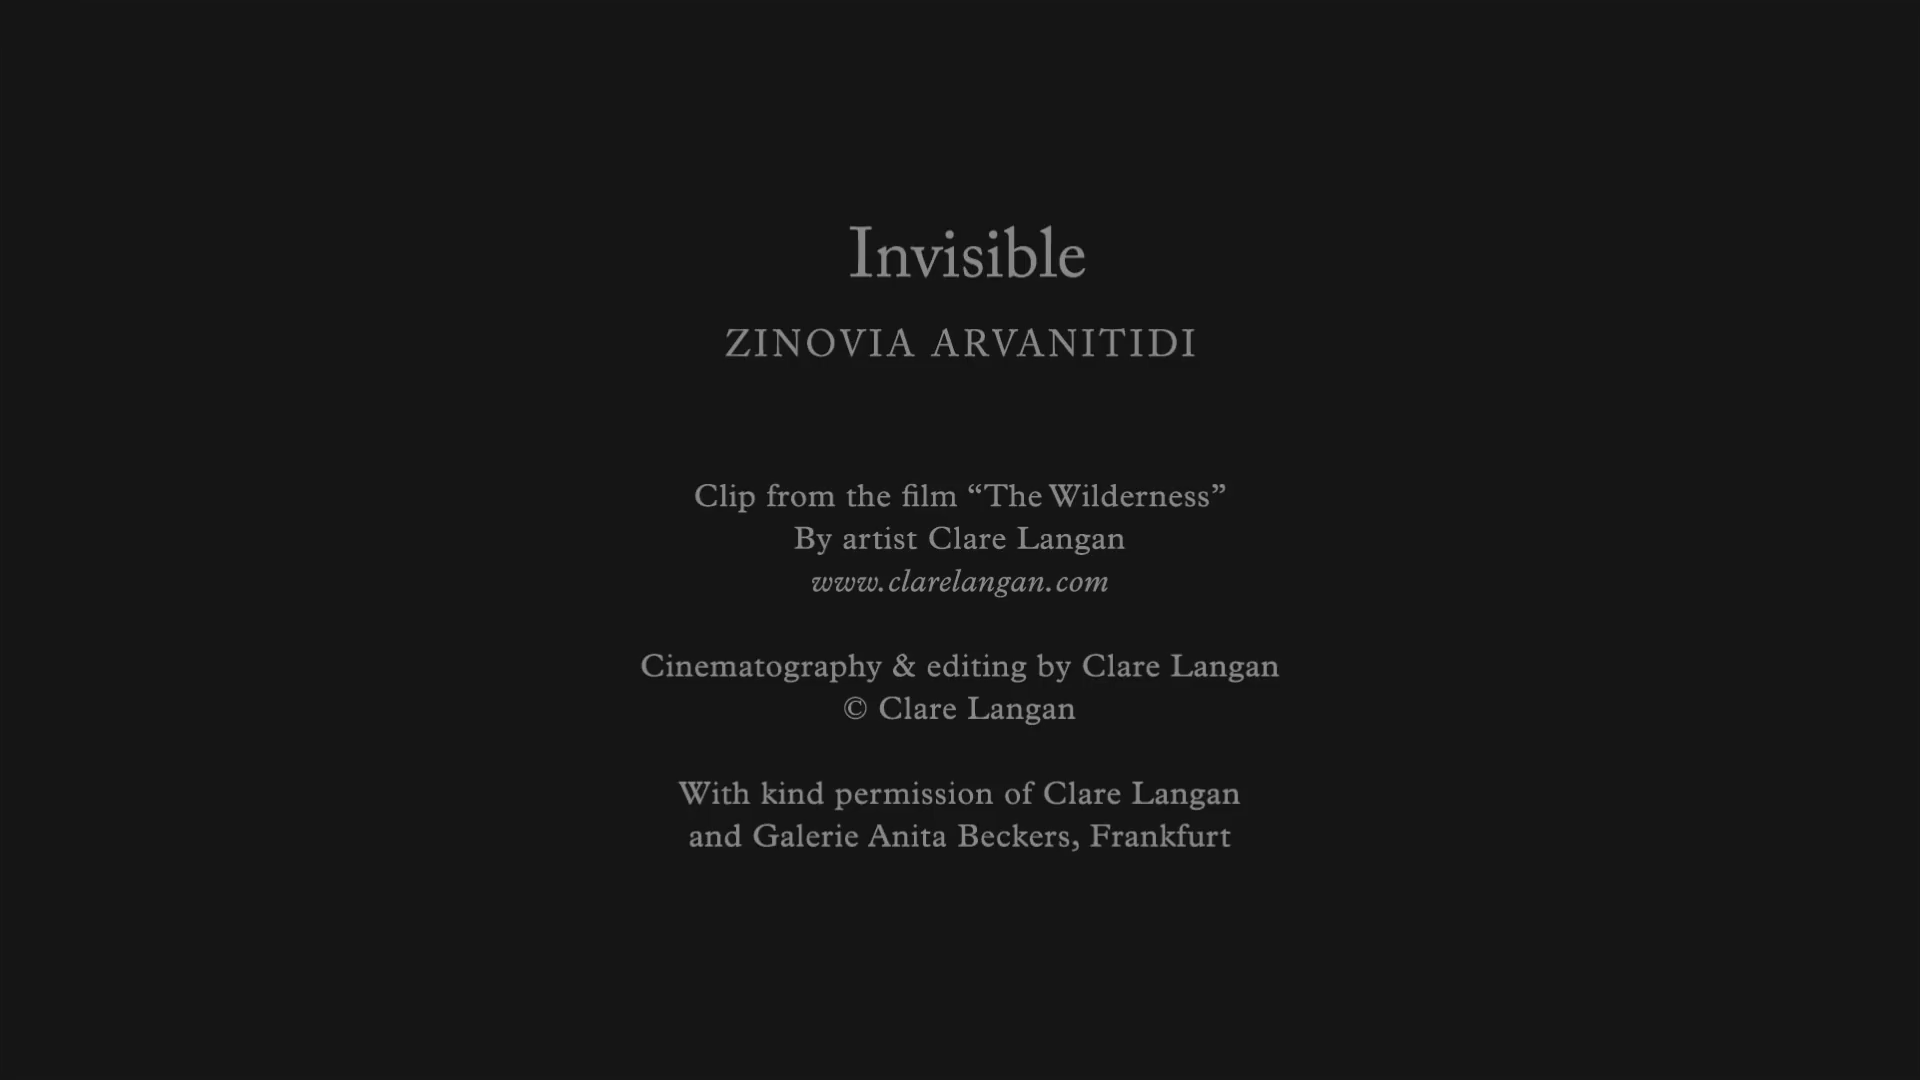 Invisible
ZINOVIA ARVANITIDI
Clip from the film “The Wilderness”
By artist Clare Langan
www.clarelangan.com
Cinematography & editing by Clare Langan
© Clare Langan
With kind permission of Clare Langan
and Galerie Anita Beckers, Frankfurt